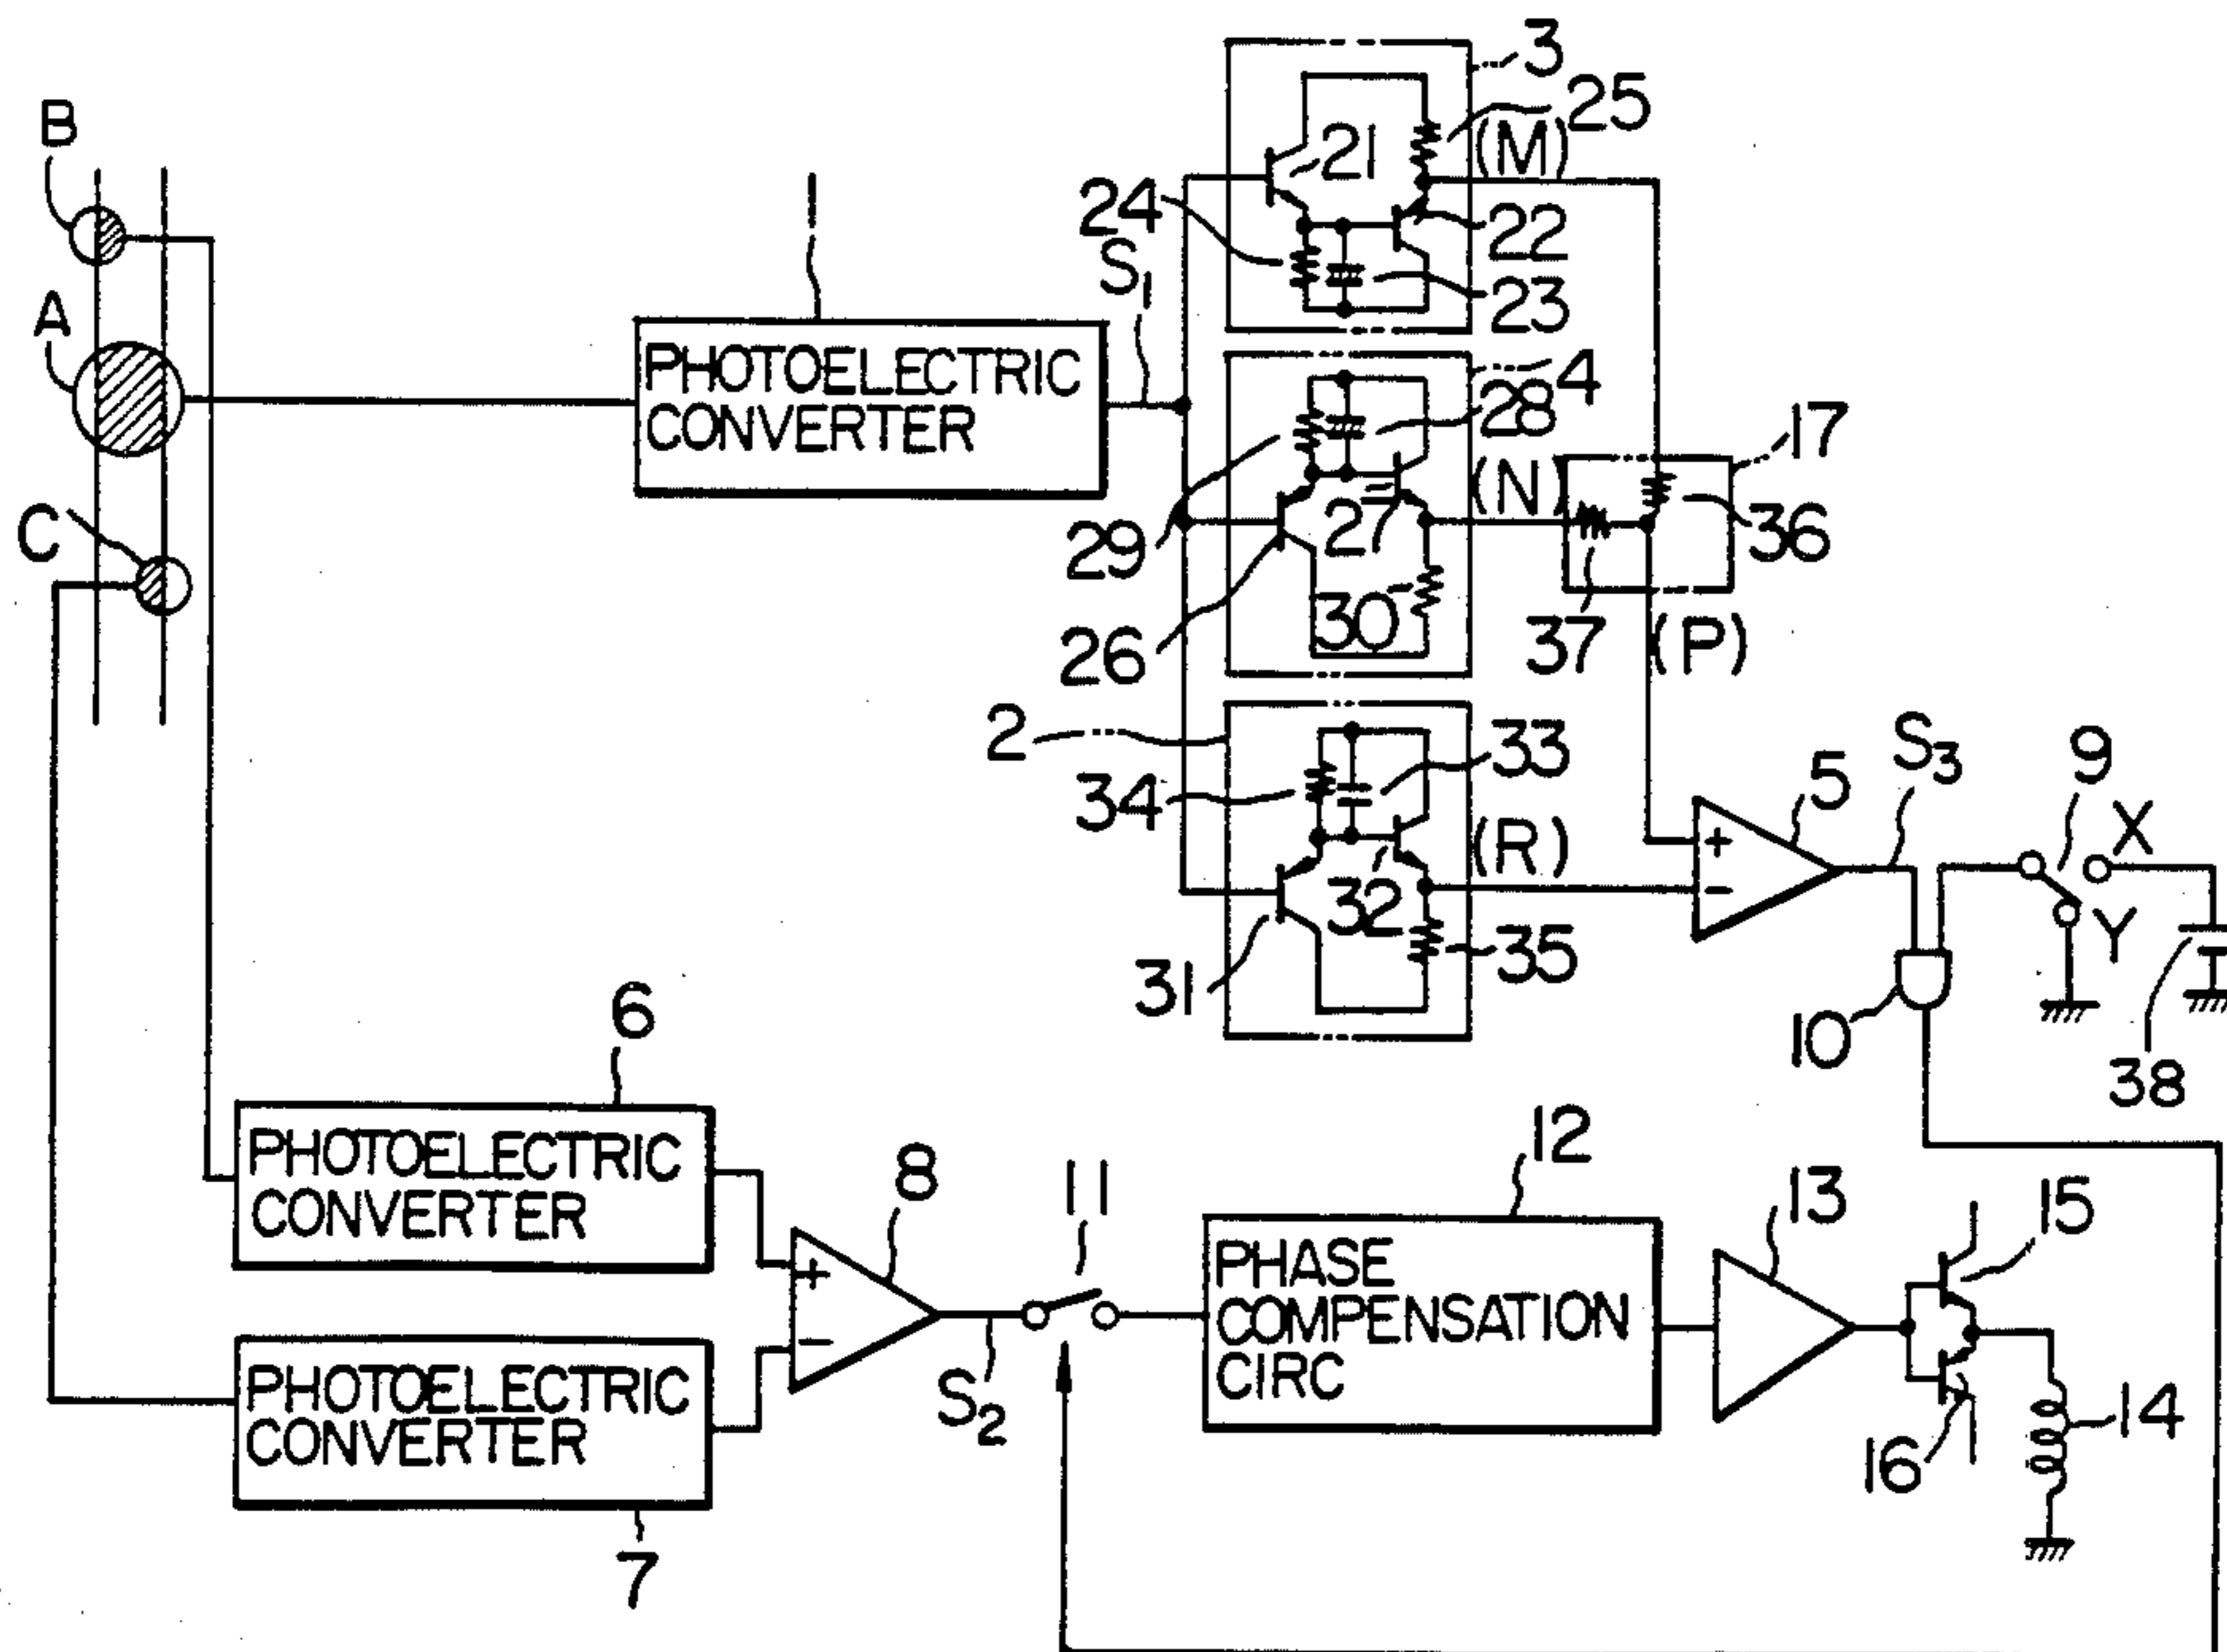 3
25
B
21
(M)
1
24
22
A
S1
23
PHOTOELECTRIC
CONVERTER
4
28
17
(N)
C
29
27
36
26
30
37
(P)
2
33
S3
9
34
5
X
(R)
32
Y
31
35
6
10
38
PHOTOELECTRIC
CONVERTER
8
11
12
13
15
PHASE
COMPENSATION
CIRC
+
−
+
−
PHOTOELECTRIC
CONVERTER
S2
14
16
7